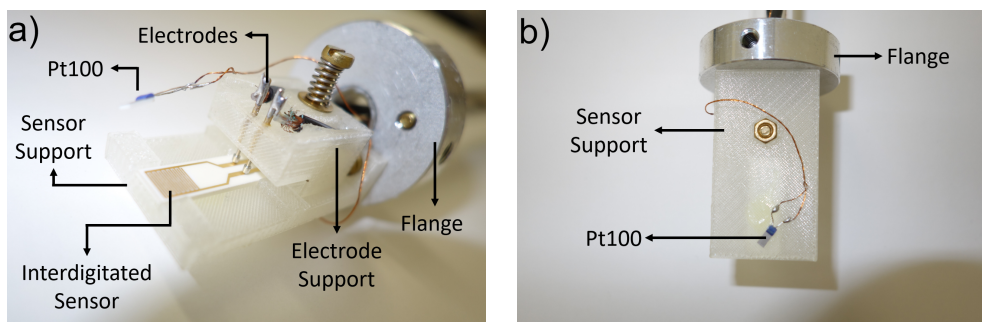 a)
Electrodes
Pt100
Sensor
Support
Interdigitated
Sensor
Electrode
Support
Flange
b)
Flange
Sensor
Support
Pt100